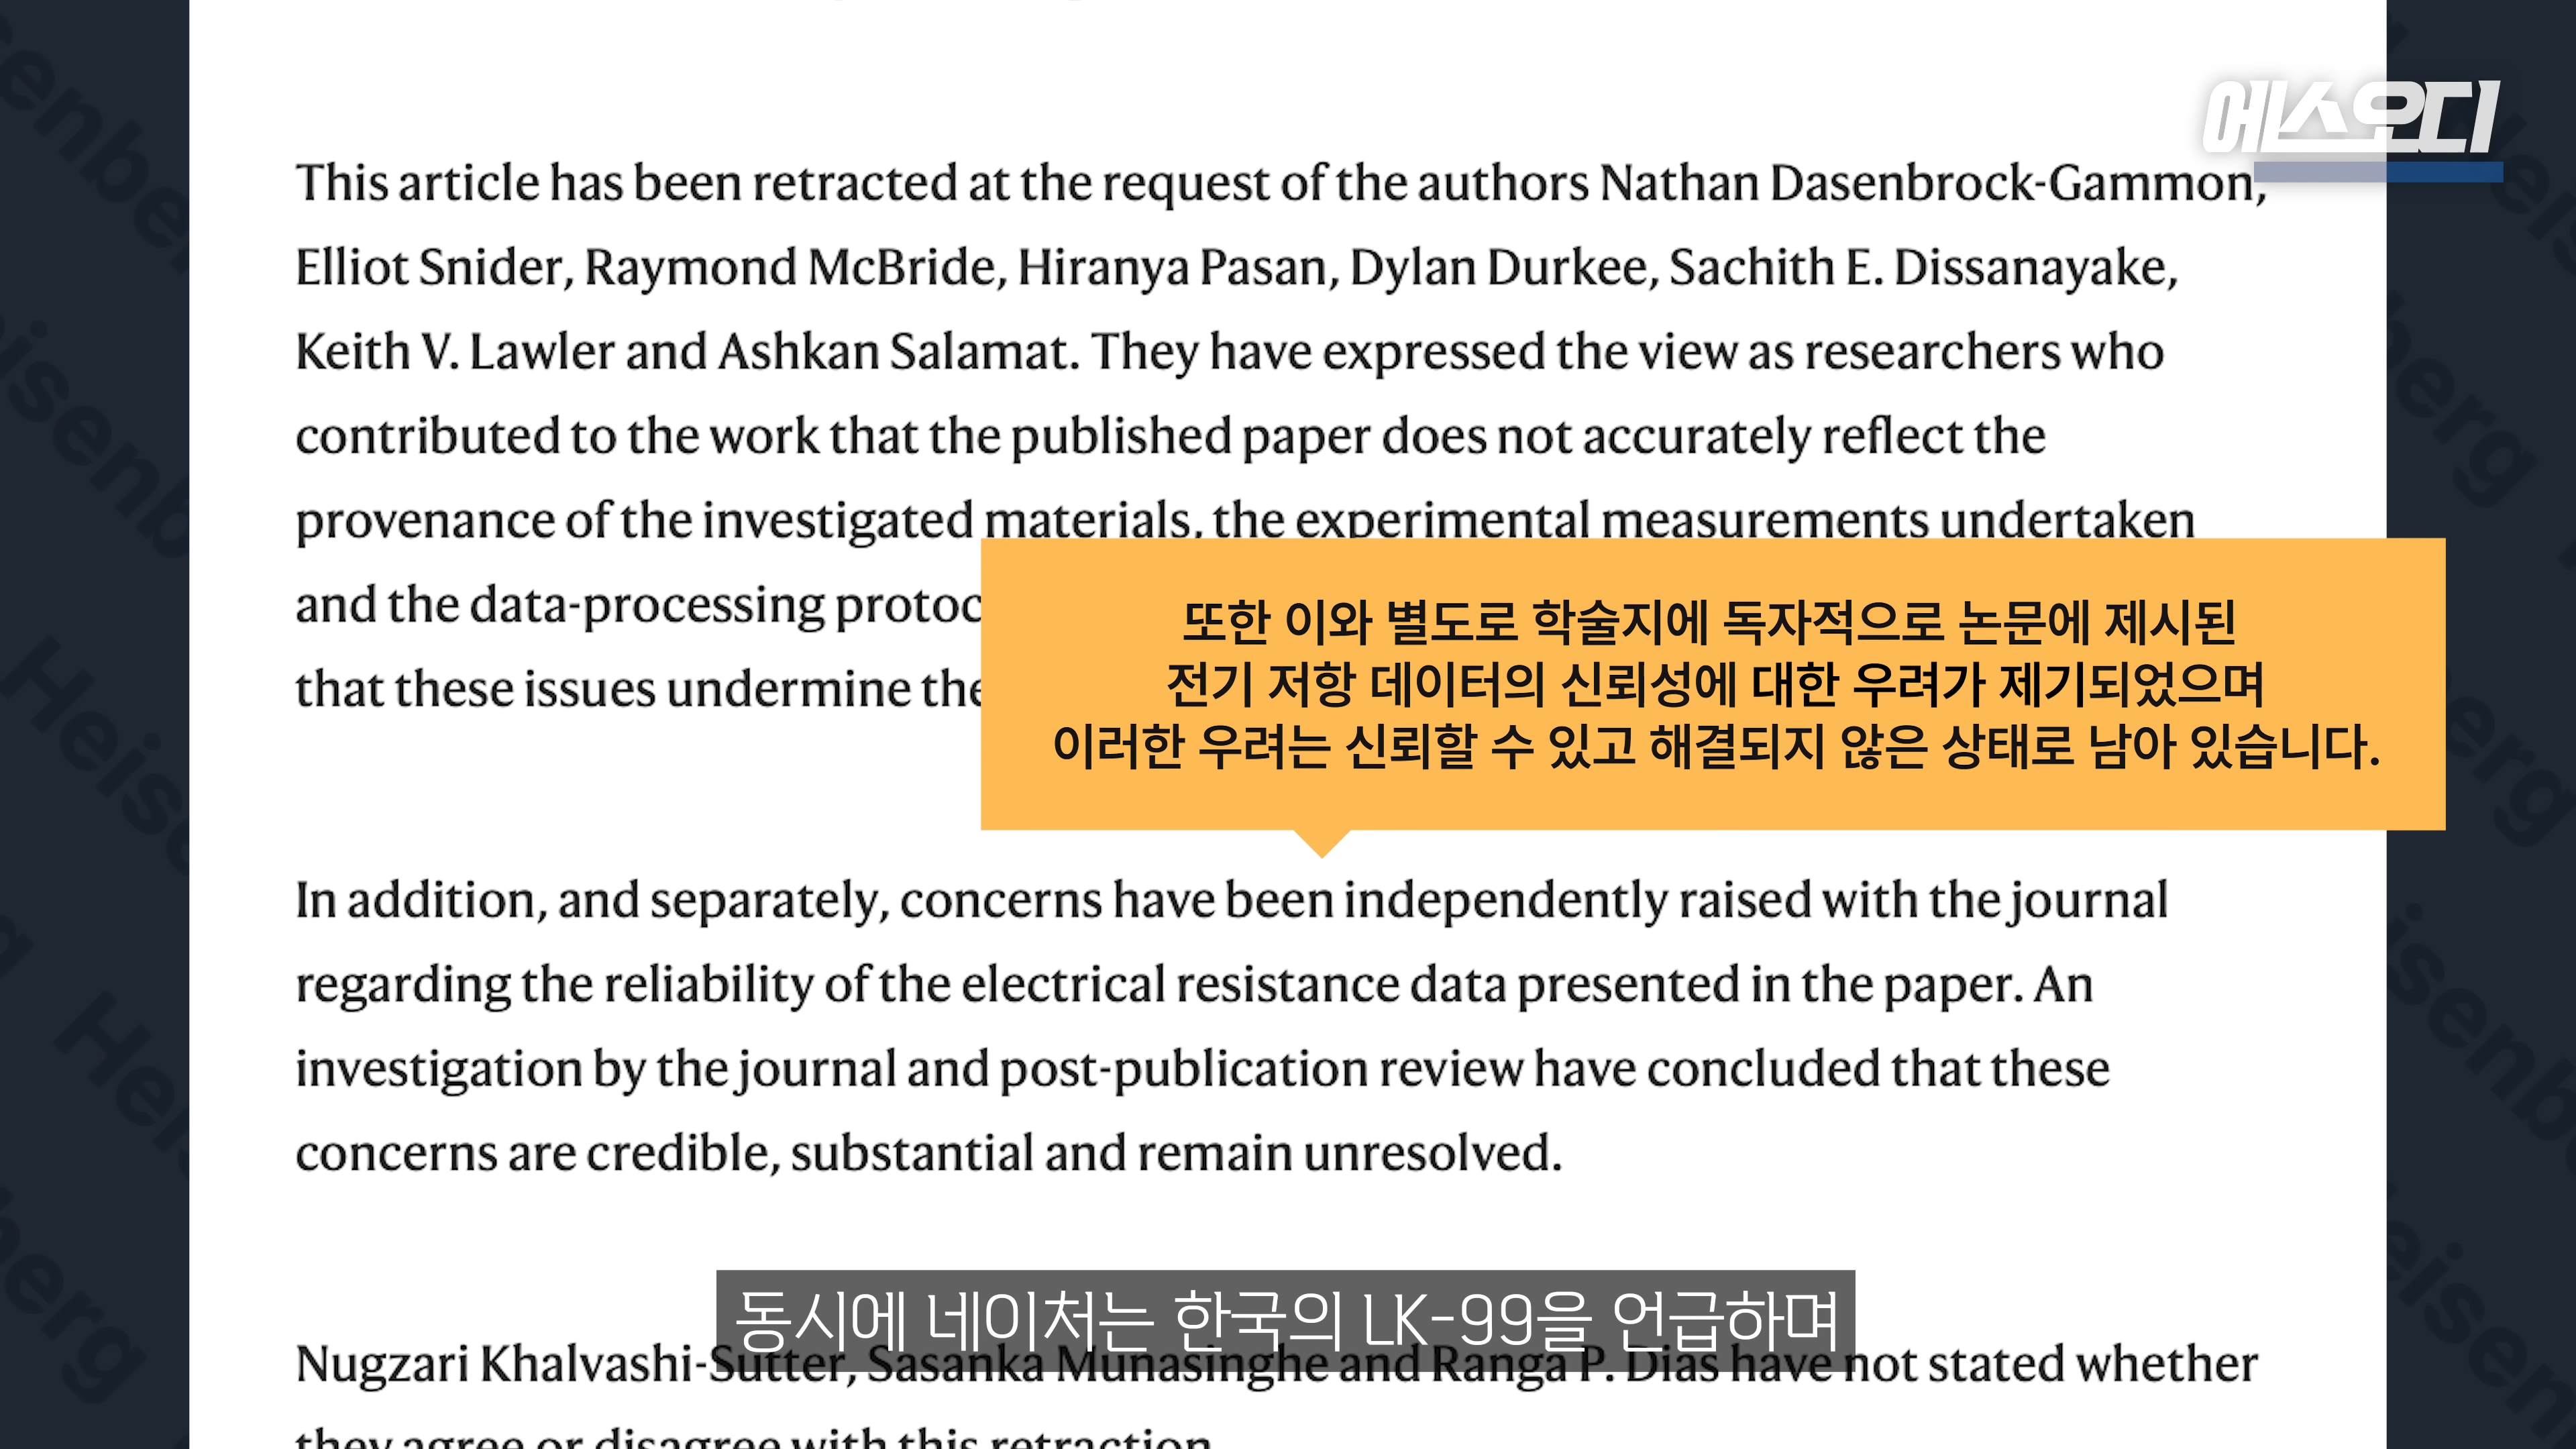 에스오디
This article has been retracted at the request of the authors Nathan Dasenbrock-Gammon,
Elliot Snider, Raymond McBride, Hiranya Pasan, Dylan Durkee, Sachith E. Dissanayake,
Keith V. Lawler and Ashkan Salamat. They have expressed the view as researchers who
contributed to the work that the published paper does not accurately reflect the
provenance of the investigated materials, the experimental measurements undertaken
and the data-processing protoc
that these issues undermine the
또한 이와 별도로 학술지에 독자적으로 논문에 제시된
전기 저항 데이터의 신뢰성에 대한 우려가 제기되었으며
이러한 우려는 신뢰할 수 있고 해결되지 않은 상태로 남아 있습니다.
In addition, and separately, concerns have been independently raised with the journal
regarding the reliability of the electrical resistance data presented in the paper. An
investigation by the journal and post-publication review have concluded that these
concerns are credible, substantial and remain unresolved.
동시에 네이처는 한국의 LK-99을 언급하며
Nugzari Khalvashi-Sutter, Sasanka Munasinghe and Ranga P. Dias have not stated whether
they agree or disagree with this retraction.
Heisenberg